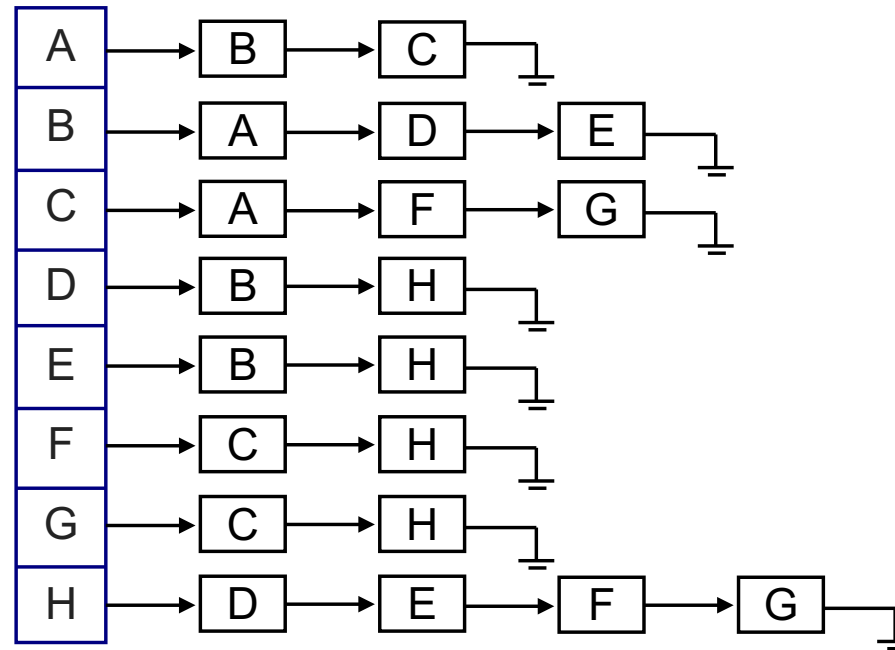 A B C
B A D E
C A F G
D B H
E B H
F C H
G C H
H D E F G